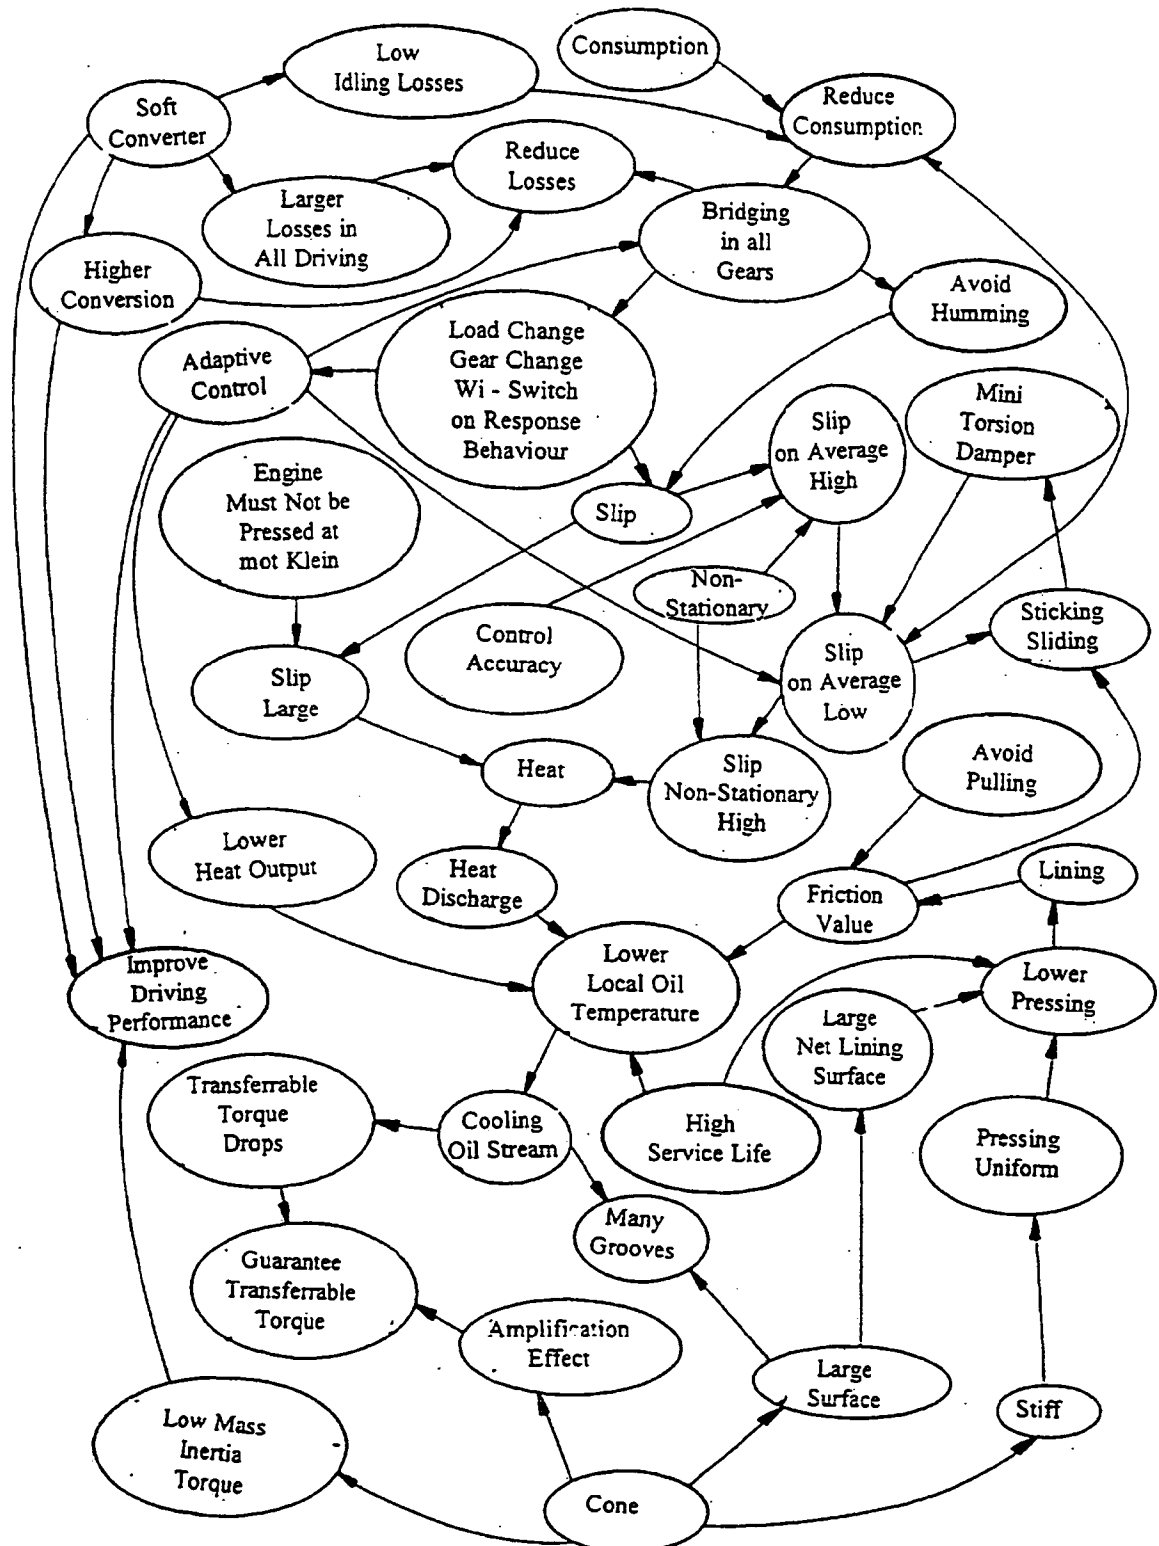 Low
Idling Losses
Consumption
Reduce
Consumption
Soft
Converter
Reduce
Losses
Larger
Losses in
All Driving
Bridging
in all
Gears
Higher
Conversion
Avoid
Humming
Adaptive
Control
Load Change
Gear Change
Wi - Switch
on Response
Behaviour
Mini
Torsion
Damper
Slip
on Average
High
Engine
Must Not be
Pressed at
mot Klein
Slip
Non-
Stationary
Sticking
Sliding
Control
Accuracy
Slip
on Average
Low
Slip
Large
Avoid
Pulling
Heat
Slip
Non-Stationary
High
Lower
Heat Output
Heat
Discharge
Lining
Friction
Value
Lower
Local Oil
Temperature
Lower
Pressing
Improve
Driving
Performance
Large
Net Lining
Surface
Transferrable
Torque
Drops
Cooling
Oil Stream
High
Service Life
Pressing
Uniform
Many
Grooves
Guarantee
Transferrable
Torque
Amplification
Effect
Large
Surface
Stiff
Low Mass
Inertia
Torque
Cone